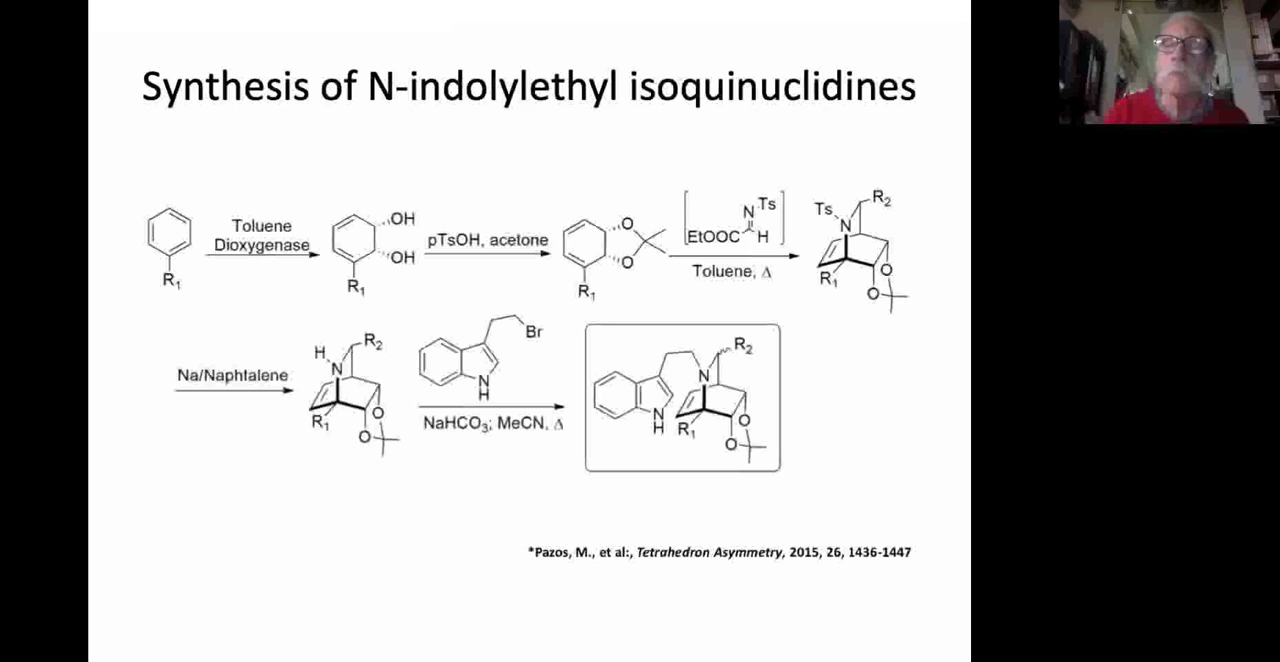 Synthesis of N-indolylethyl isoquinuclidines
R₁
Toluene
Dioxygenase
OH
OH
R₁
pTsOH, acetone
O
O
R₁
N Ts
EtOOC H
Toluene, Δ
Ts
N
R₂
R₁
O
O
Na/Naphtalene
H
N
R₂
R₁
O
O
Br
N
H
NaHCO₃; MeCN, Δ
N
H
N
R₂
R₁
O
O
*Pazos, M., et al:, Tetrahedron Asymmetry, 2015, 26, 1436-1447